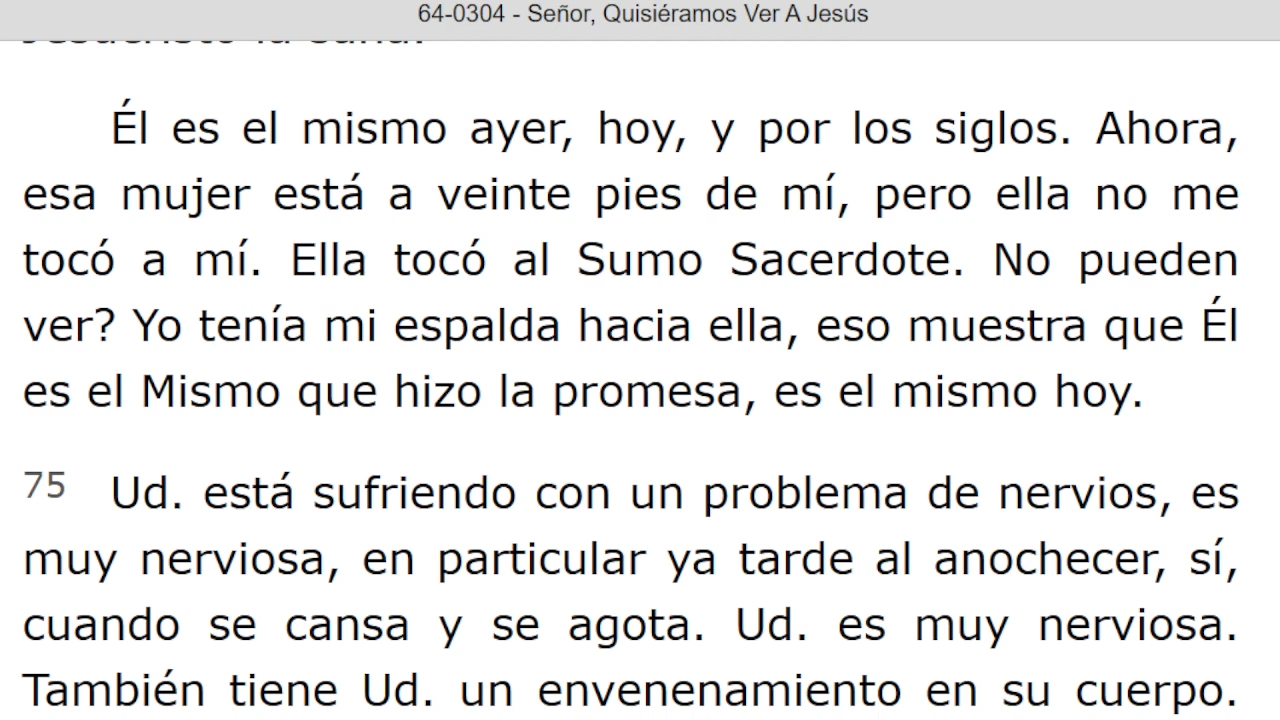 64-0304 - Señor, Quisiéramos Ver A Jesús
Él es el mismo ayer, hoy, y por los siglos. Ahora,
esa mujer está a veinte pies de mí, pero ella no me
tocó a mí. Ella tocó al Sumo Sacerdote. No pueden
ver? Yo tenía mi espalda hacia ella, eso muestra que Él
es el Mismo que hizo la promesa, es el mismo hoy.
75 Ud. está sufriendo con un problema de nervios, es
muy nerviosa, en particular ya tarde al anochecer, sí,
cuando se cansa y se agota. Ud. es muy nerviosa.
También tiene Ud. un envenenamiento en su cuerpo.